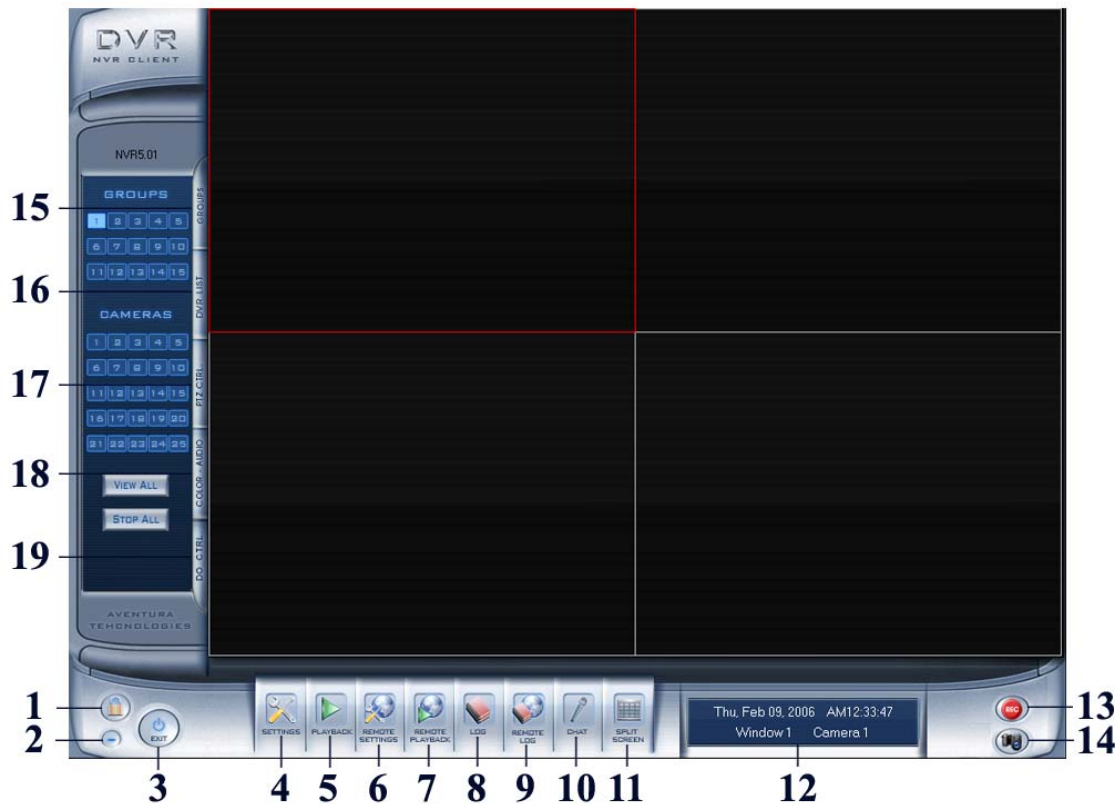 DVR
NVR CLIENT
NVR5.01
GROUPS
1 2 3 4 5
6 7 8 9 10
11 12 13 14 15
CAMERAS
1 2 3 4 5
6 7 8 9 10
11 12 13 14 15
16 17 18 19 20
21 22 23 24 25
VIEW ALL
STOP ALL
GROUPS
DVR LIST
PTZ CTRL
COLOR - AUDIO
DO CTRL
AVENTURA
TEHCNOLOGIES
15
16
17
18
19
EXIT
SETTINGS
PLAYBACK
REMOTE
SETTINGS
REMOTE
PLAYBACK
LOG
REMOTE
LOG
CHAT
SPLIT
SCREEN
Thu, Feb 09, 2006 AM12:33:47
Window 1 Camera 1
REC
1
2
3
4
5
6
7
8
9
10
11
12
13
14